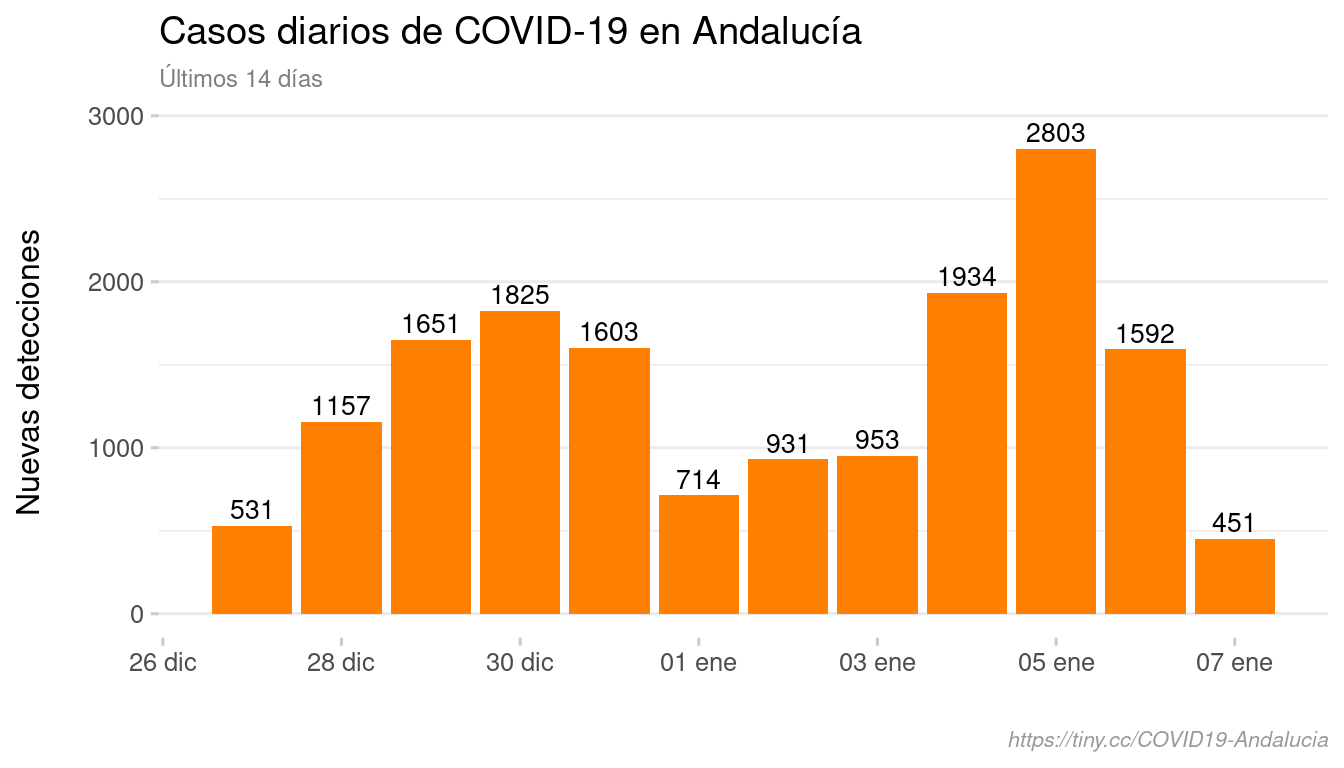 Casos diarios de COVID-19 en Andalucía
Últimos 14 días
Nuevas detecciones
3000
2000
1000
0
531
1157
1651
1825
1603
714
931
953
1934
2803
1592
451
26 dic
28 dic
30 dic
01 ene
03 ene
05 ene
07 ene
https://tiny.cc/COVID19-Andalucia